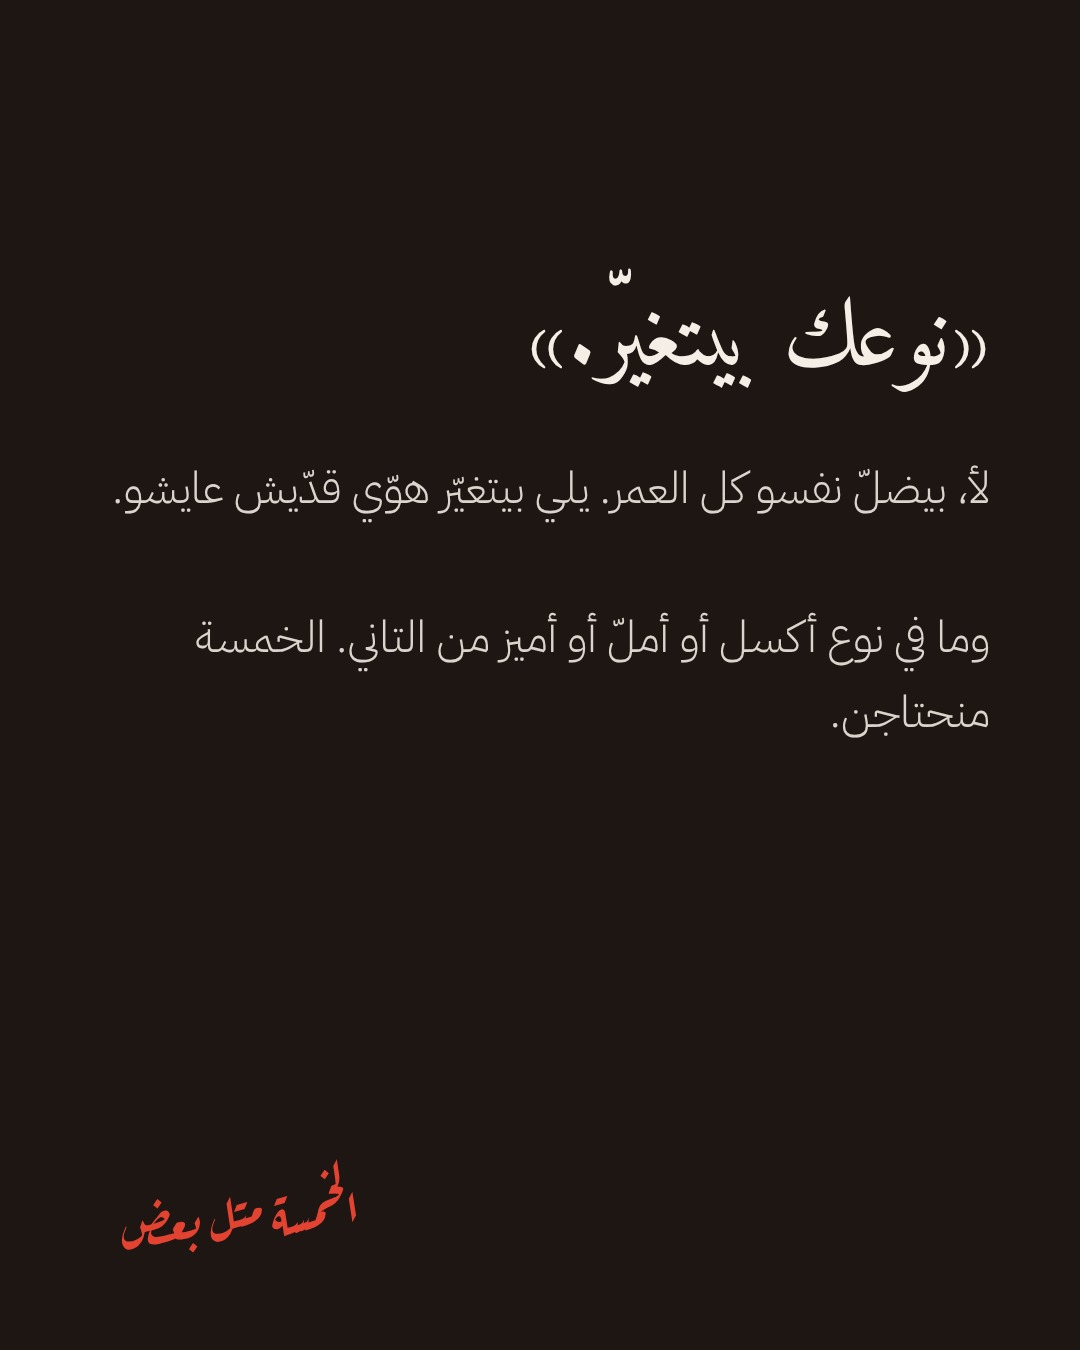 «نوعك بيتغيّر.»
لأ، بيضلّ نفسو كل العمر. يلي بيتغيّر هوّي قدّيش عايشو.
وما في نوع أكسل أو أملّ أو أميز من التاني. الخمسة
منحتاجن.
الخمسة متل بعض